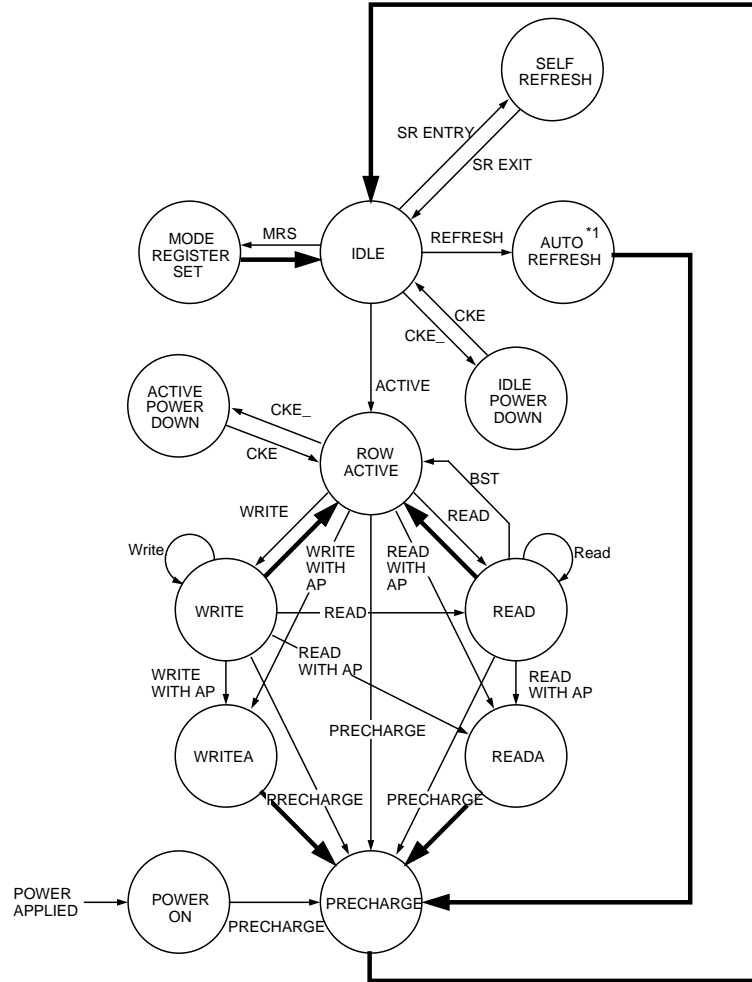 SELF
REFRESH
SR ENTRY
SR EXIT
MODE
REGISTER
SET
MRS
IDLE
REFRESH
AUTO *1
REFRESH
CKE
CKE_
IDLE
POWER
DOWN
ACTIVE
ACTIVE
POWER
DOWN
CKE_
CKE
ROW
ACTIVE
BST
WRITE
READ
Write
WRITE
WITH
AP
READ
WITH
AP
Read
WRITE
READ
READ
WRITE
WITH AP
READ
WITH AP
READ
WITH AP
WRITEA
PRECHARGE
READA
PRECHARGE
PRECHARGE
POWER
APPLIED
POWER
ON
PRECHARGE
PRECHARGE